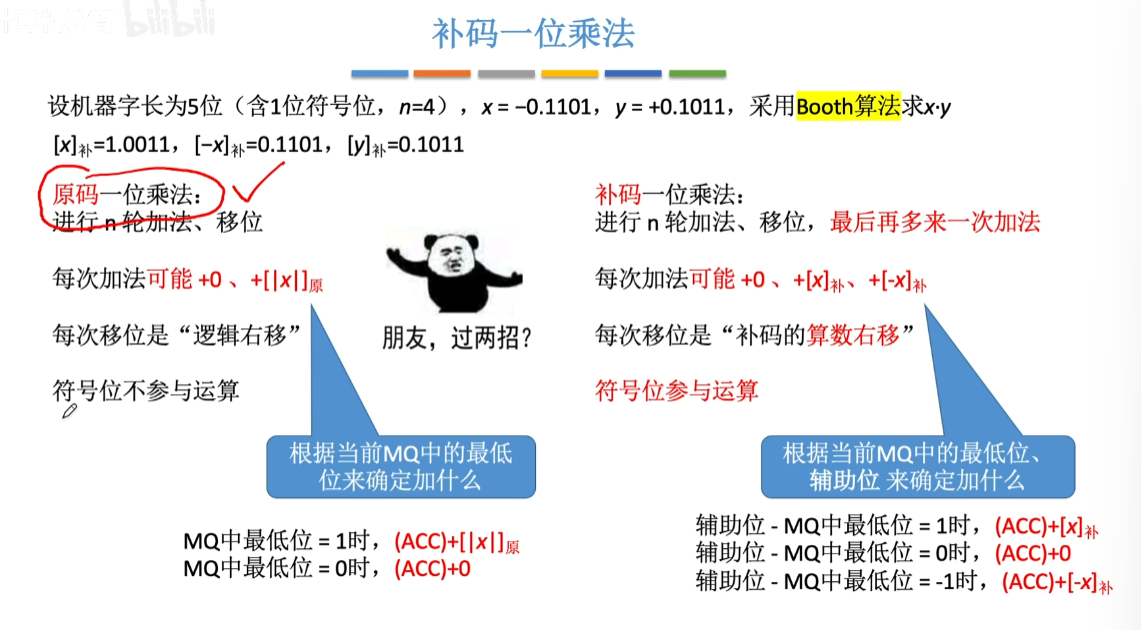 bilibili
补码一位乘法
设机器字长为5位（含1位符号位，n=4），x = −0.1101，y = +0.1011，采用Booth算法求x·y
[x]补=1.0011，[−x]补=0.1101，[y]补=0.1011
原码一位乘法：
进行 n 轮加法、移位
每次加法可能 +0 、+[|x|]原
每次移位是“逻辑右移”
符号位不参与运算
根据当前MQ中的最低
位来确定加什么
MQ中最低位 = 1时，(ACC)+[|x|]原
MQ中最低位 = 0时，(ACC)+0
朋友，过两招？
补码一位乘法：
进行 n 轮加法、移位，最后再多来一次加法
每次加法可能 +0 、+[x]补、+[-x]补
每次移位是“补码的算数右移”
符号位参与运算
根据当前MQ中的最低位、
辅助位 来确定加什么
辅助位 - MQ中最低位 = 1时，(ACC)+[x]补
辅助位 - MQ中最低位 = 0时，(ACC)+0
辅助位 - MQ中最低位 = -1时，(ACC)+[-x]补